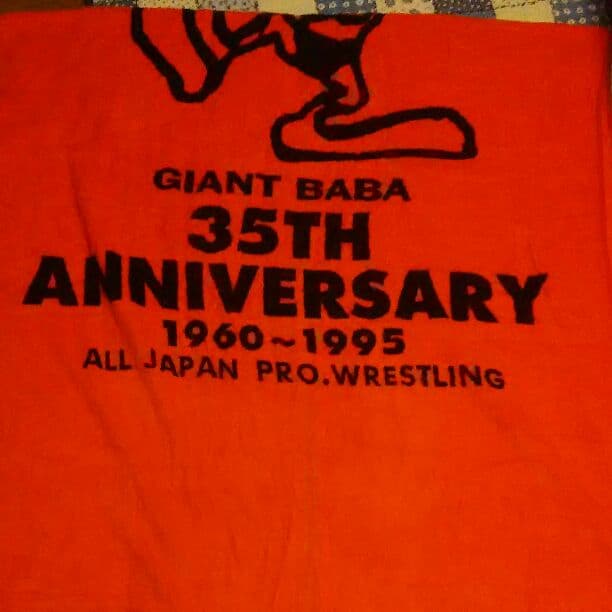 GIANT BABA
35TH
ANNIVERSARY
1960~1995
ALL JAPAN PRO.WRESTLING